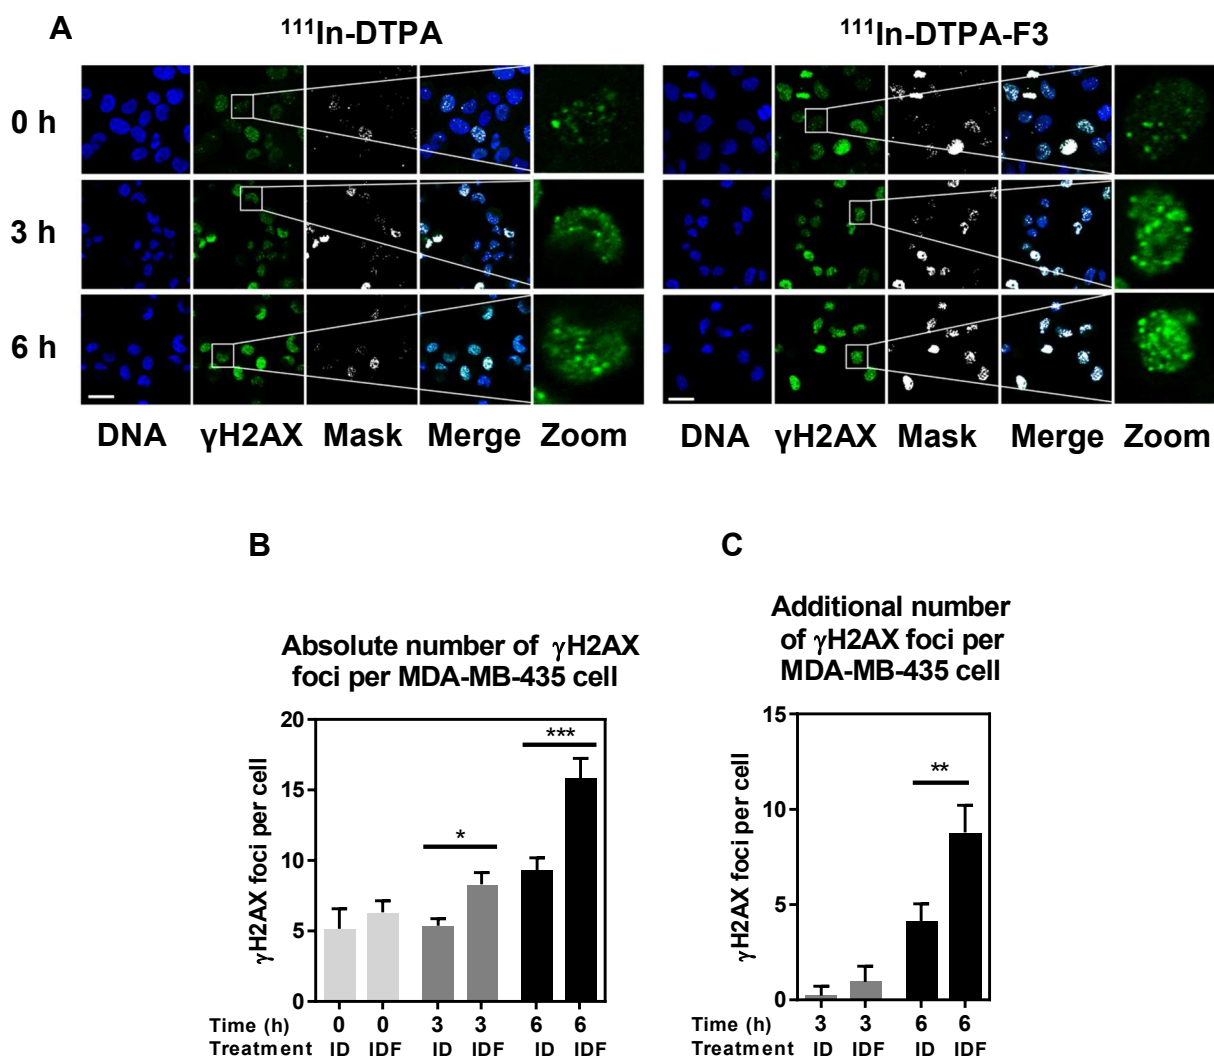 A
¹¹¹In-DTPA
¹¹¹In-DTPA-F3
0 h
3 h
6 h
DNA γH2AX Mask Merge Zoom
DNA γH2AX Mask Merge Zoom
B
Absolute number of γH2AX
foci per MDA-MB-435 cell
γH2AX foci per cell
20
15
10
5
0
*
***
Time (h) 0 0 3 3 6 6
Treatment ID IDF ID IDF ID IDF
C
Additional number
of γH2AX foci per
MDA-MB-435 cell
γH2AX foci per cell
15
10
5
0
**
Time (h) 3 3 6 6
Treatment ID IDF ID IDF